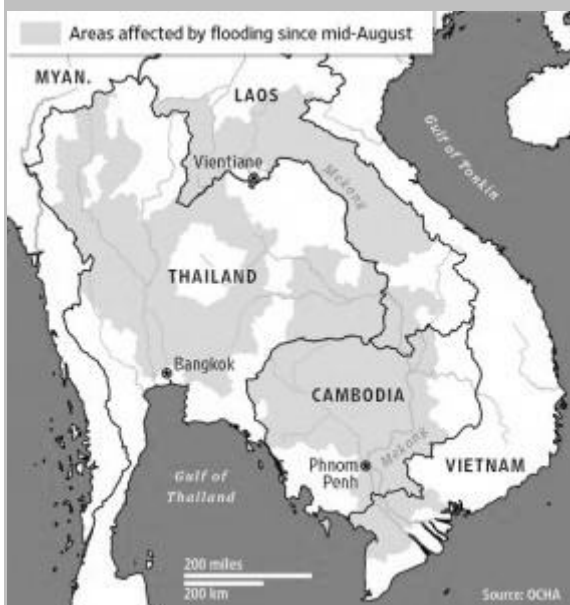 Areas affected by flooding since mid-August
MYAN.
LAOS
Gulf of Tonkin
Vientiane
Mekong
THAILAND
Bangkok
CAMBODIA
Mekong
Phnom
Penh
VIETNAM
Gulf of
Thailand
200 miles
200 km
Source: OCHA